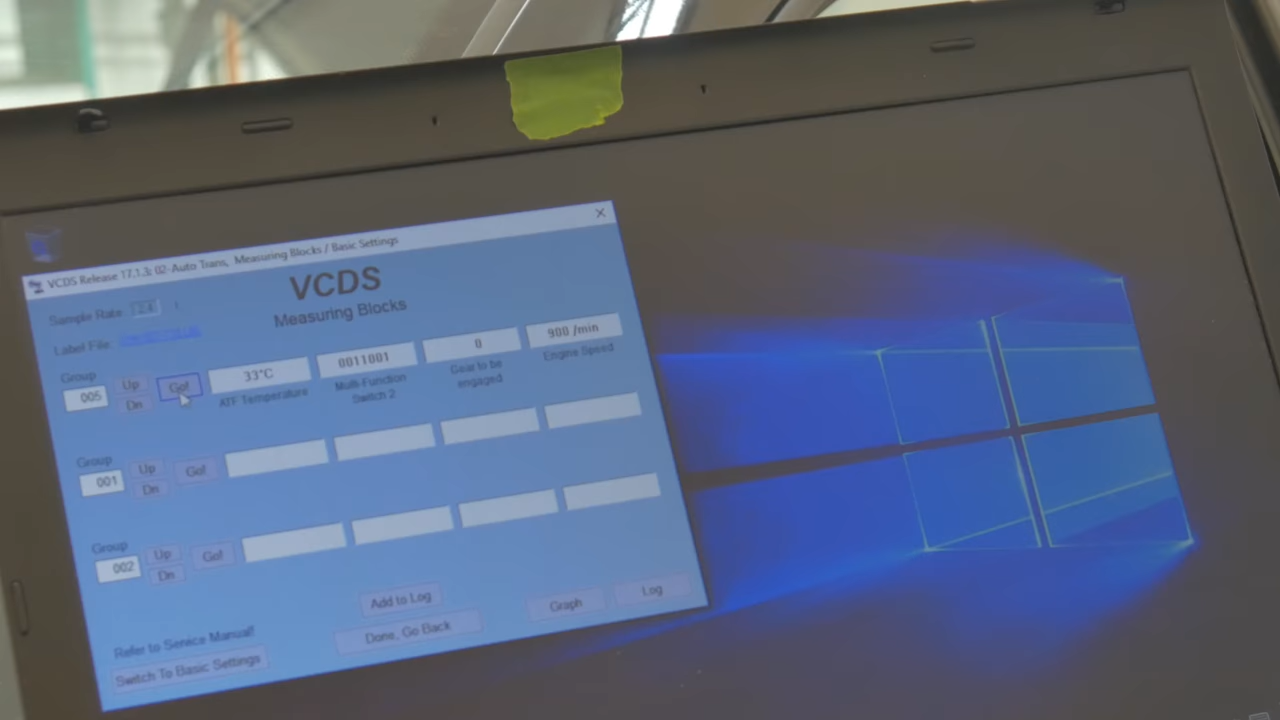 VCDS Release 17.1.3: 02-Auto Trans, Measuring Blocks / Basic Settings
VCDS
Measuring Blocks
Sample Rate: 2.4
Label File:
Group
005
Up
Dn
Go!
33°C
ATF Temperature
0011001
Multi-Function
Switch 2
0
Gear to be
engaged
900 /min
Engine Speed
Group
001
Up
Dn
Go!
Group
002
Up
Dn
Go!
Refer to Service Manual!
Switch To Basic Settings
Add to Log
Done, Go Back
Graph
Log